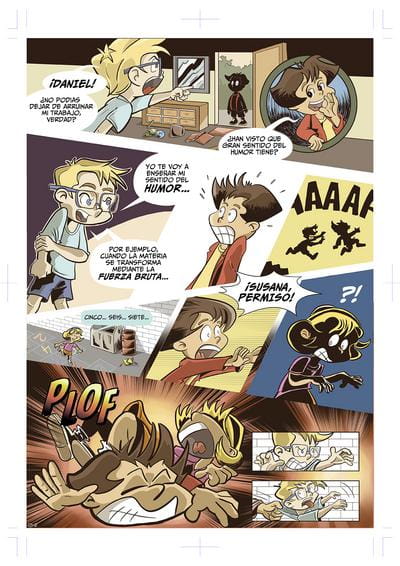 ¡DANIEL!
¿NO PODÍAS
DEJAR DE ARRUINAR
MI TRABAJO,
VERDAD?
¿HAN VISTO QUE
GRAN SENTIDO DEL
HUMOR TIENE?
YO TE VOY A
ENSEÑAR MI
SENTIDO DEL
HUMOR...
AAAAF
POR EJEMPLO,
CUANDO LA MATERIA
SE TRANSFORMA
MEDIANTE LA
FUERZA BRUTA...
¡SUSANA,
PERMISO!
?!
CINCO... SEIS... SIETE...
PLOF